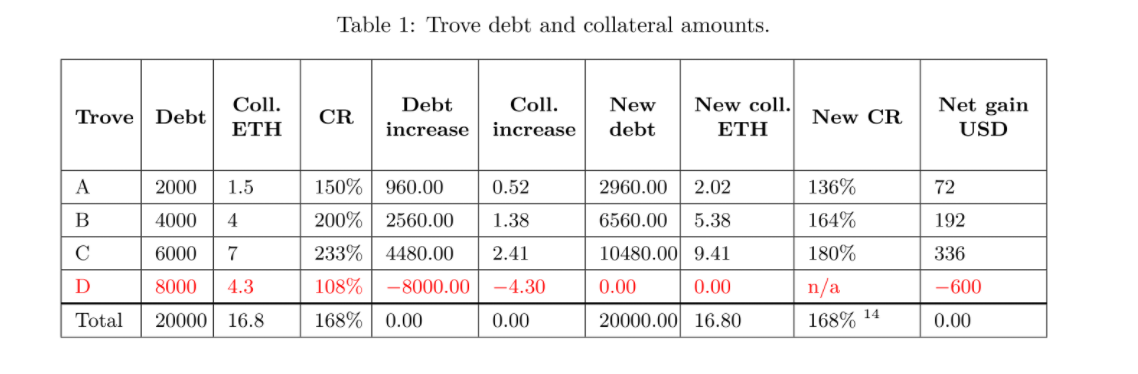 Table 1: Trove debt and collateral amounts.
Trove Debt Coll. ETH CR Debt increase Coll. increase New debt New coll. ETH New CR Net gain USD
A 2000 1.5 150% 960.00 0.52 2960.00 2.02 136% 72
B 4000 4 200% 2560.00 1.38 6560.00 5.38 164% 192
C 6000 7 233% 4480.00 2.41 10480.00 9.41 180% 336
D 8000 4.3 108% −8000.00 −4.30 0.00 0.00 n/a −600
Total 20000 16.8 168% 0.00 0.00 20000.00 16.80 168% 14 0.00